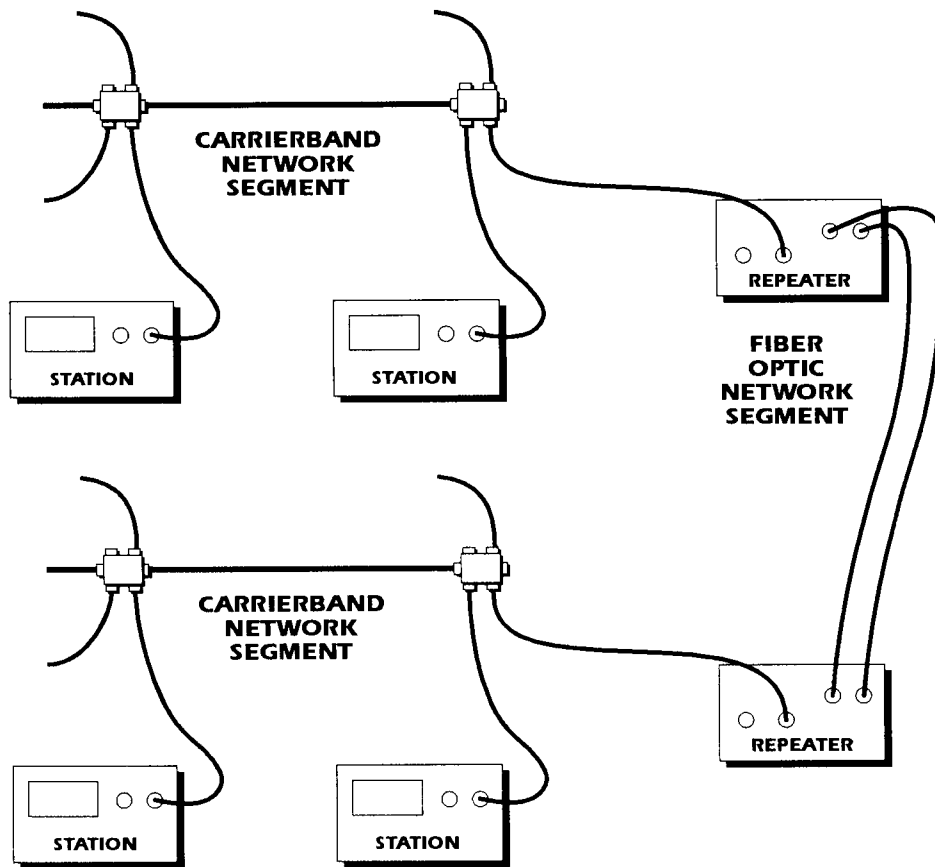 CARRIERBAND
NETWORK
SEGMENT
REPEATER
STATION
STATION
FIBER
OPTIC
NETWORK
SEGMENT
CARRIERBAND
NETWORK
SEGMENT
REPEATER
STATION
STATION